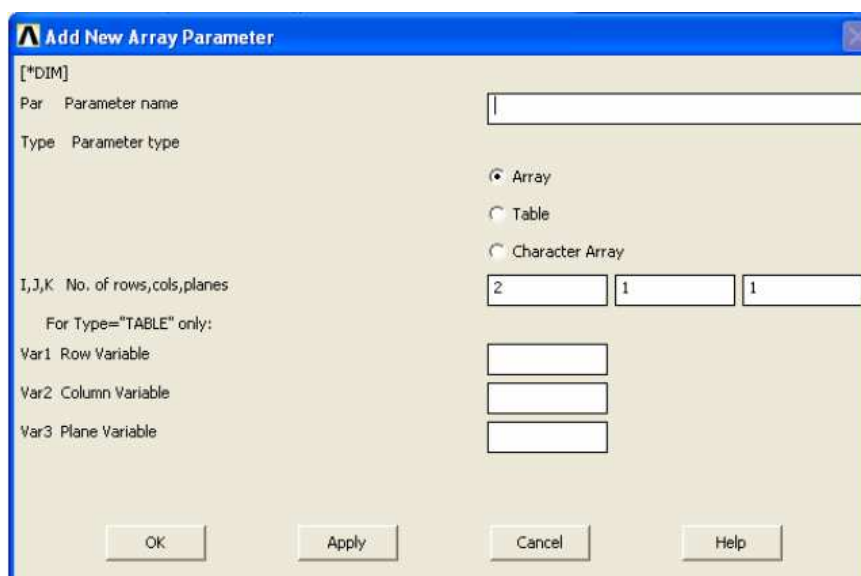 Add New Array Parameter
[*DIM]
Par Parameter name
Type Parameter type
Array
Table
Character Array
I,J,K No. of rows,cols,planes 2 1 1
For Type="TABLE" only:
Var1 Row Variable
Var2 Column Variable
Var3 Plane Variable
OK Apply Cancel Help